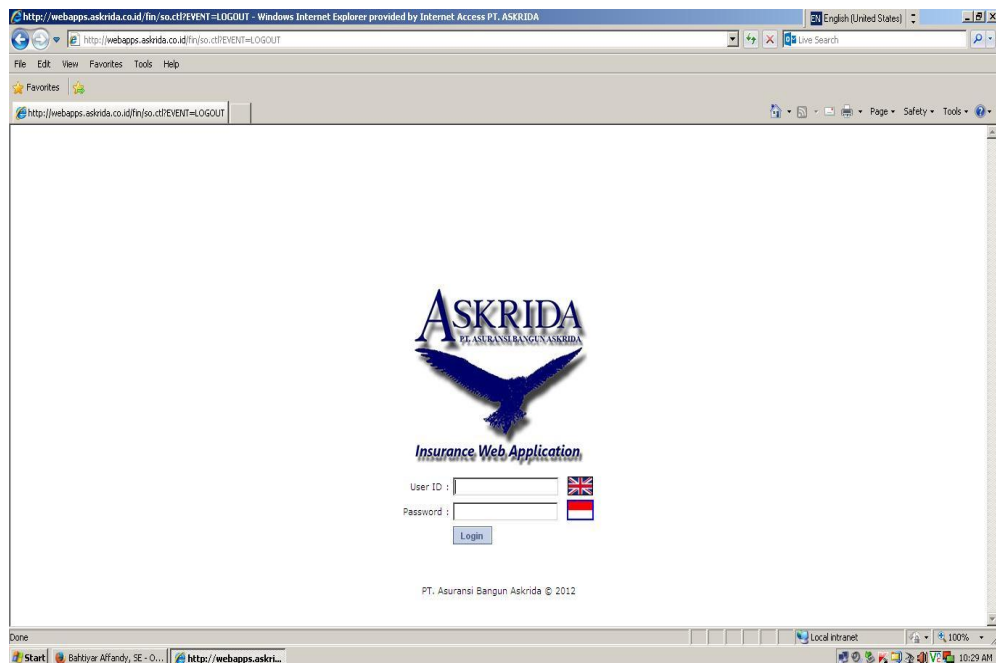 http://webapps.askrida.co.id/fin/so.ctl?EVENT=LOGOUT - Windows Internet Explorer provided by Internet Access PT. ASKRIDA
EN English (United States)
http://webapps.askrida.co.id/fin/so.ctl?EVENT=LOGOUT
Live Search
File Edit View Favorites Tools Help
Favorites
http://webapps.askrida.co.id/fin/so.ctl?EVENT=LOGOUT
Page Safety Tools
ASKRIDA
PT. ASURANSI BANGUN ASKRIDA
Insurance Web Application
User ID :
Password :
Login
PT. Asuransi Bangun Askrida © 2012
Done
Local intranet
100%
Start
Bahtiyar Affandy, SE - O...
http://webapps.askri...
10:29 AM